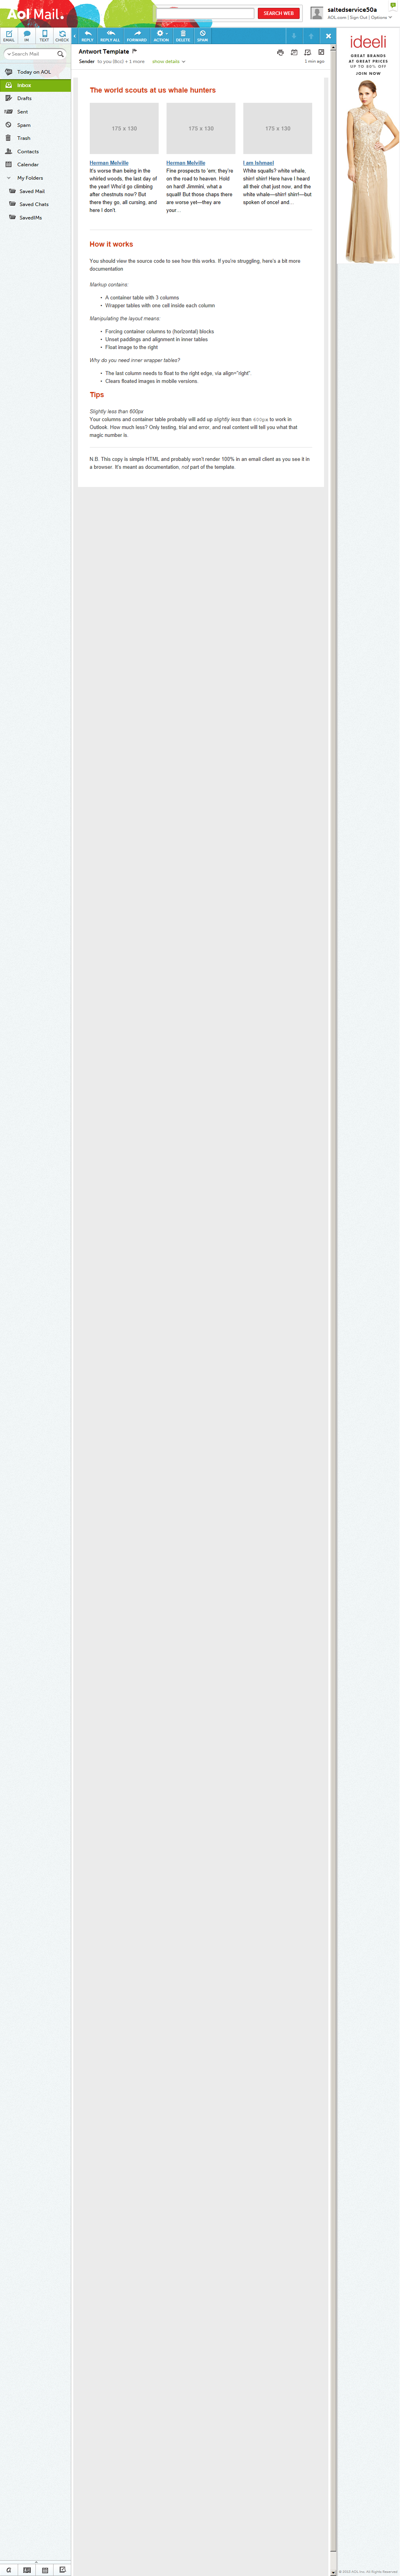 Aol Mail.
SEARCH WEB
saltedservice50a
AOL.com | Sign Out | Options
EMAIL
IM
TEXT
CHECK
REPLY
REPLY ALL
FORWARD
ACTION
DELETE
SPAM
Search Mail
Today on AOL
Inbox
Drafts
Sent
Spam
Trash
Contacts
Calendar
My Folders
Saved Mail
Saved Chats
SavedIMs
Antwort Template
Sender to you (Bcc) + 1 more show details
1 min ago
The world scouts at us whale hunters
175 x 130
175 x 130
175 x 130
Herman Melville
It's worse than being in the
whirled woods, the last day of
the year! Who'd go climbing
after chestnuts now? But
there they go, all cursing, and
here I don't.
Herman Melville
Fine prospects to 'em; they're
on the road to heaven. Hold
on hard! Jimmini, what a
squall! But those chaps there
are worse yet—they are
your…
I am Ishmael
White squalls? white whale,
shirr! shirr! Here have I heard
all their chat just now, and the
white whale—shirr! shirr!—but
spoken of once! and…
How it works
You should view the source code to see how this works. If you're struggling, here's a bit more
documentation
Markup contains:
• A container table with 3 columns
• Wrapper tables with one cell inside each column
Manipulating the layout means:
• Forcing container columns to (horizontal) blocks
• Unset paddings and alignment in inner tables
• Float image to the right
Why do you need inner wrapper tables?
• The last column needs to float to the right edge, via align="right".
• Clears floated images in mobile versions.
Tips
Slightly less than 600px
Your columns and container table probably will add up slightly less than 600px to work in
Outlook. How much less? Only testing, trial and error, and real content will tell you what that
magic number is.
N.B. This copy is simple HTML and probably won't render 100% in an email client as you see it in
a browser. It's meant as documentation, not part of the template.
ideeli
GREAT BRANDS
AT GREAT PRICES
UP TO 80% OFF
JOIN NOW